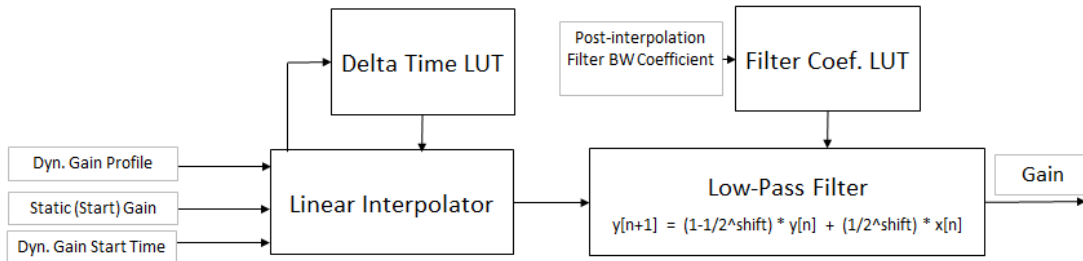 Delta Time LUT
Post-interpolation
Filter BW Coefficient
Filter Coef. LUT
Dyn. Gain Profile
Static (Start) Gain
Dyn. Gain Start Time
Linear Interpolator
Low-Pass Filter
y[n+1] = (1-1/2^shift) * y[n] + (1/2^shift) * x[n]
Gain